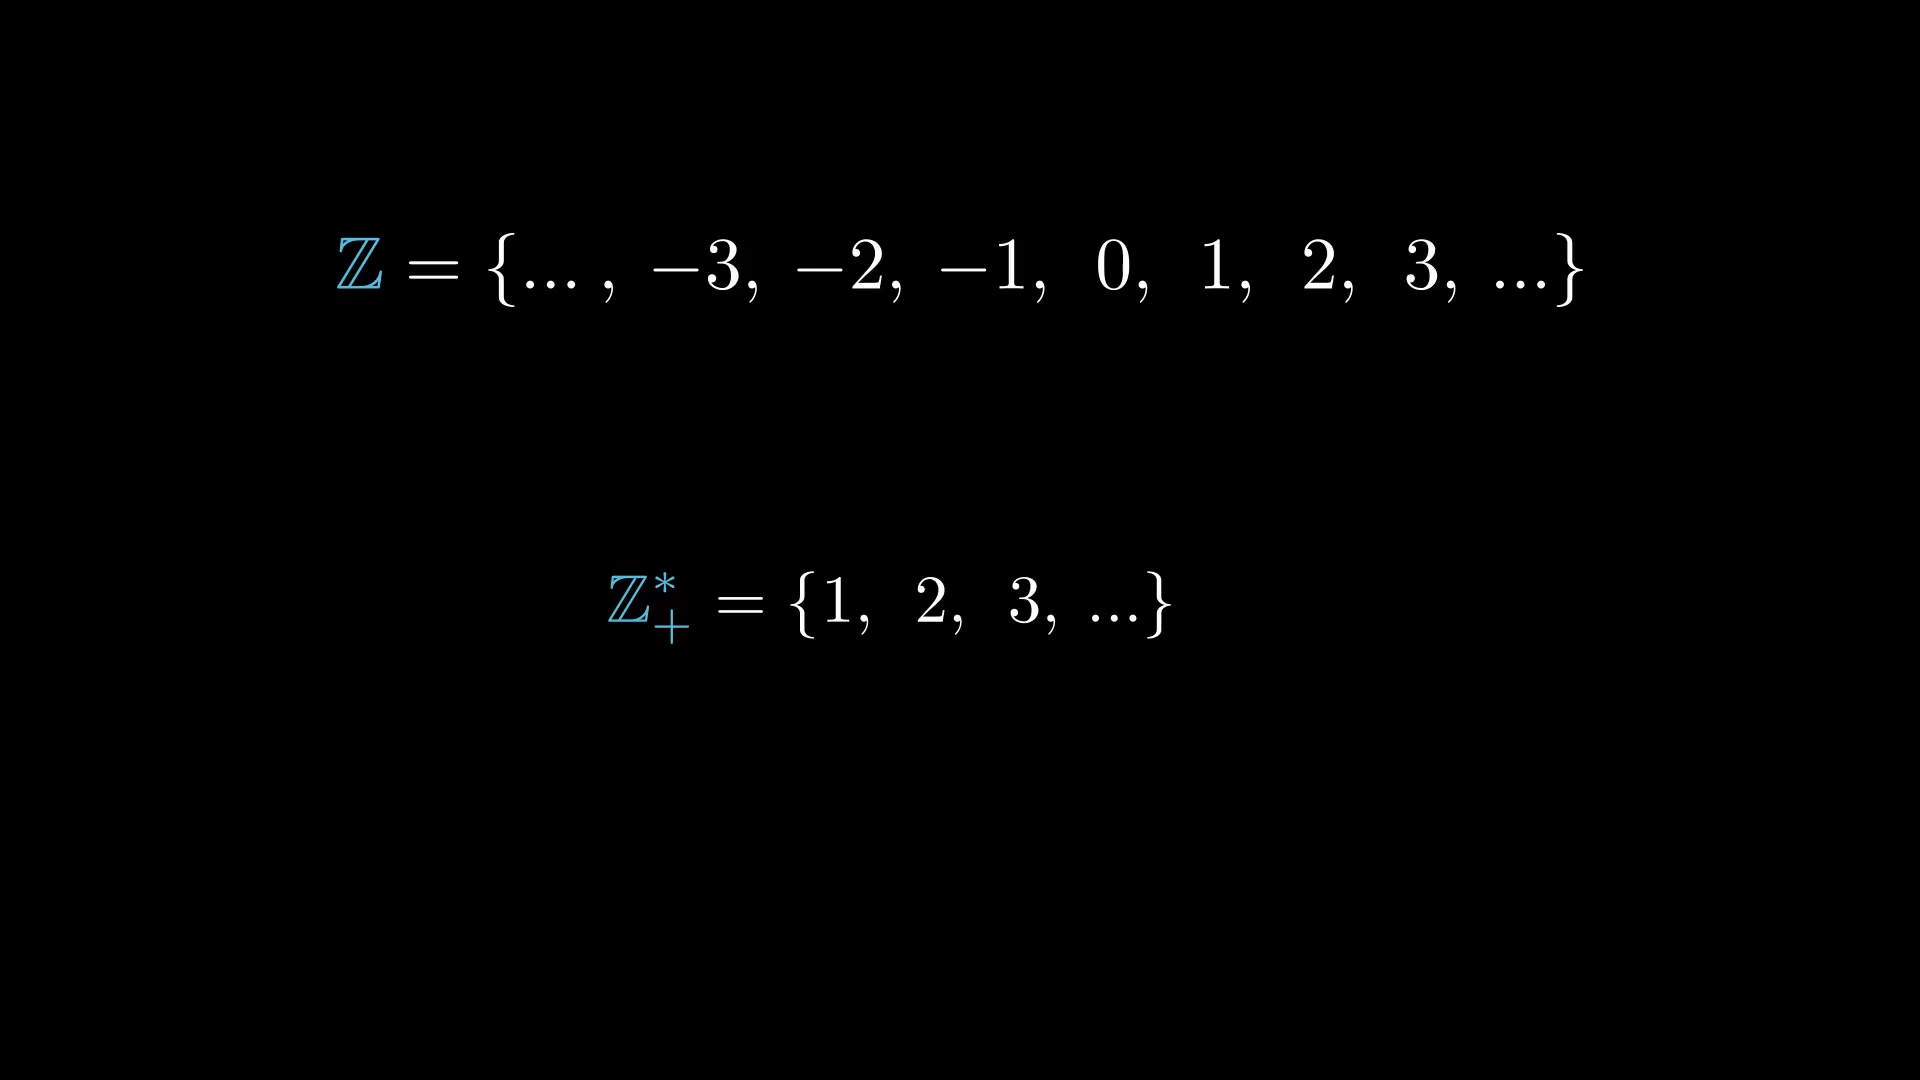 ℤ = {... , −3, −2, −1, 0, 1, 2, 3, ...}
ℤ*₊ = {1, 2, 3, ...}